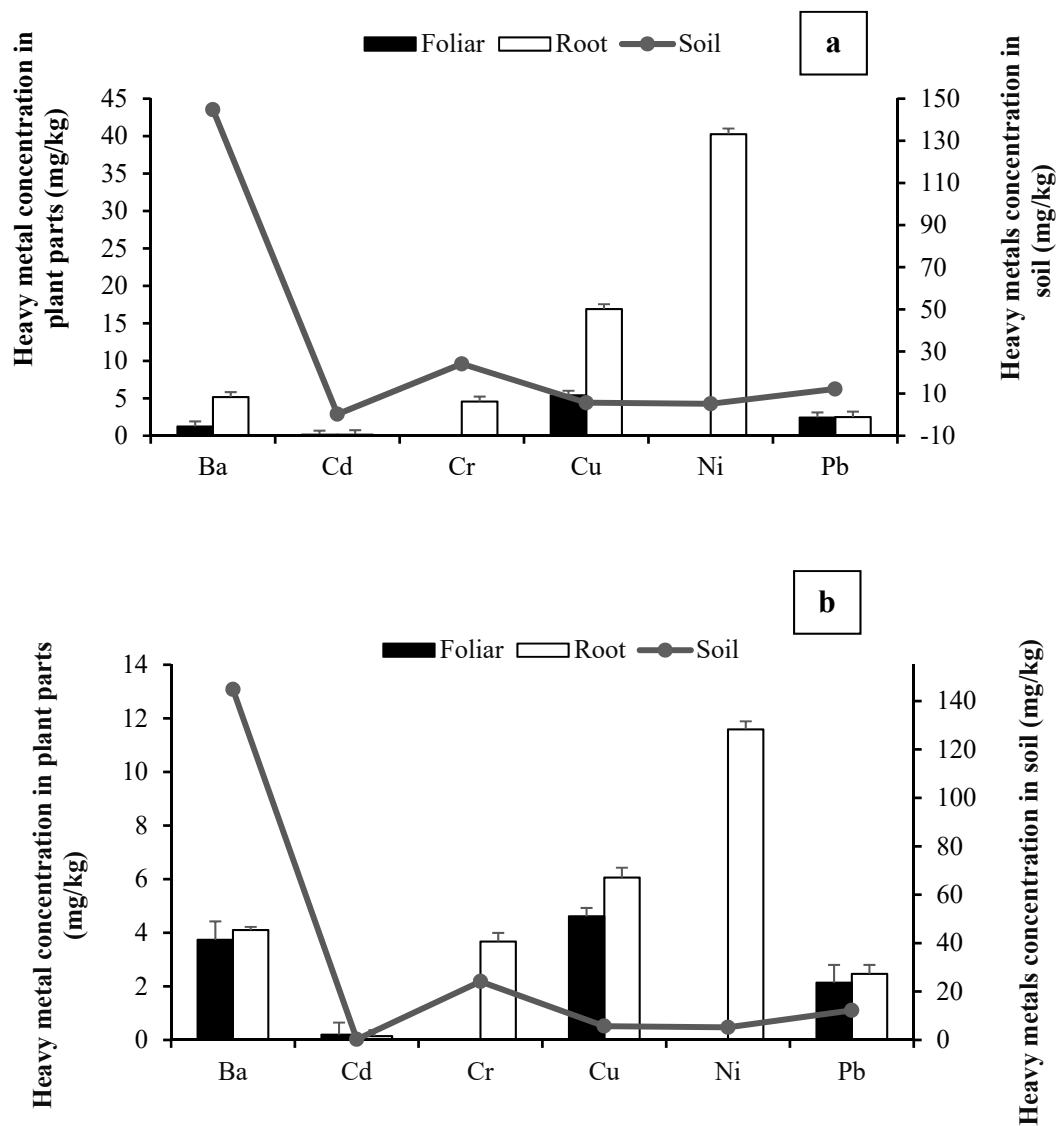 a
Foliar Root Soil
Heavy metal concentration in
plant parts (mg/kg)
45
40
35
30
25
20
15
10
5
0
150
130
110
90
70
50
30
10
-10
Heavy metals concentration in
soil (mg/kg)
Ba Cd Cr Cu Ni Pb
b
Foliar Root Soil
Heavy metal concentration in plant parts
(mg/kg)
14
12
10
8
6
4
2
0
140
120
100
80
60
40
20
0
Heavy metals concentration in soil (mg/kg)
Ba Cd Cr Cu Ni Pb